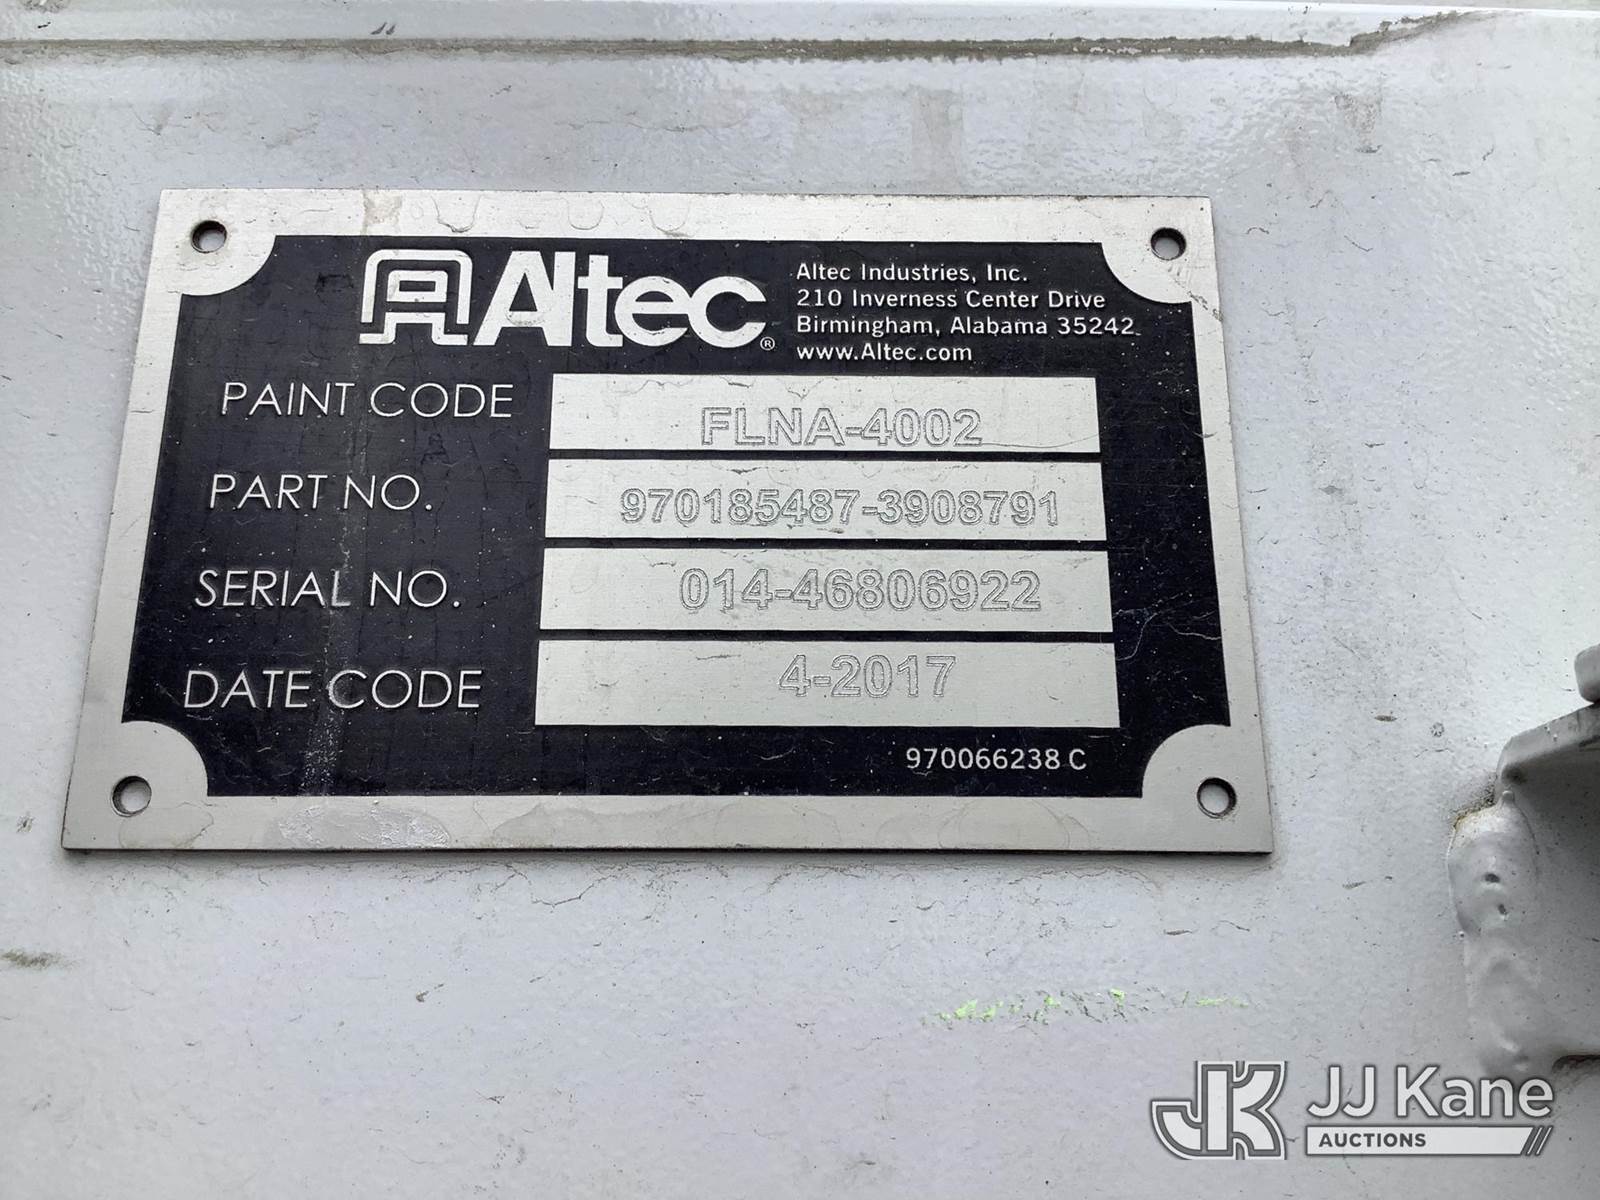 Altec®
Altec Industries, Inc.
210 Inverness Center Drive
Birmingham, Alabama 35242
www.Altec.com
PAINT CODE FLNA-4002
PART NO. 970185487-3908791
SERIAL NO. 014-46806922
DATE CODE 4-2017
970066238 C
JK JJ Kane
AUCTIONS